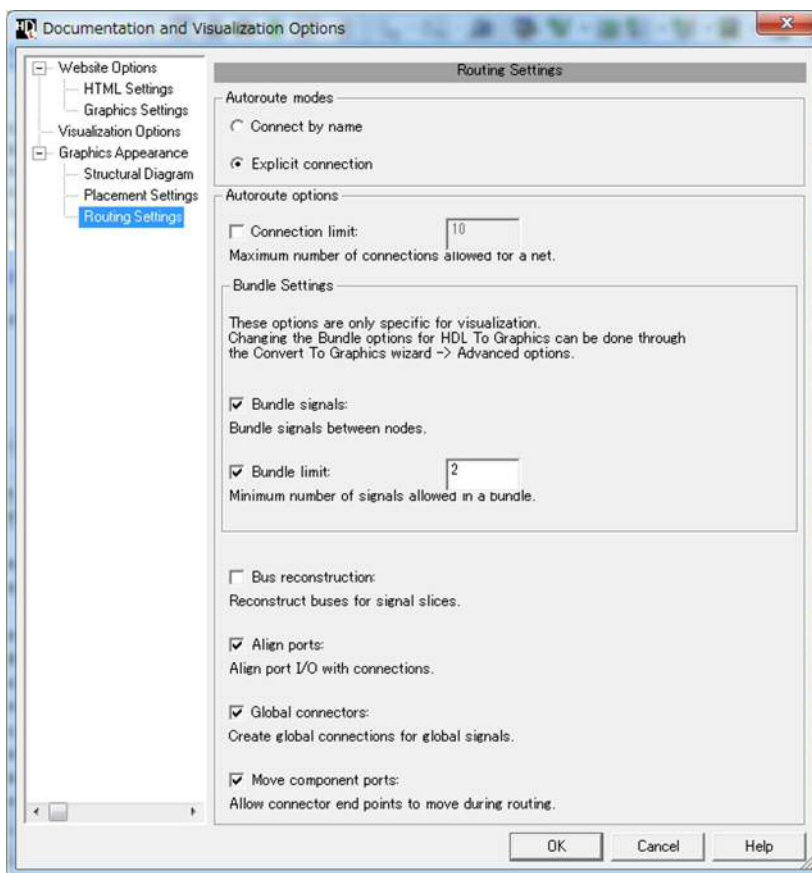 HD Documentation and Visualization Options
Website Options
HTML Settings
Graphics Settings
Visualization Options
Graphics Appearance
Structural Diagram
Placement Settings
Routing Settings
Routing Settings
Autoroute modes
Connect by name
Explicit connection
Autoroute options
Connection limit: 10
Maximum number of connections allowed for a net.
Bundle Settings
These options are only specific for visualization.
Changing the Bundle options for HDL To Graphics can be done through
the Convert To Graphics wizard -> Advanced options.
Bundle signals:
Bundle signals between nodes.
Bundle limit: 2
Minimum number of signals allowed in a bundle.
Bus reconstruction:
Reconstruct buses for signal slices.
Align ports:
Align port I/O with connections.
Global connectors:
Create global connections for global signals.
Move component ports:
Allow connector end points to move during routing.
OK Cancel Help